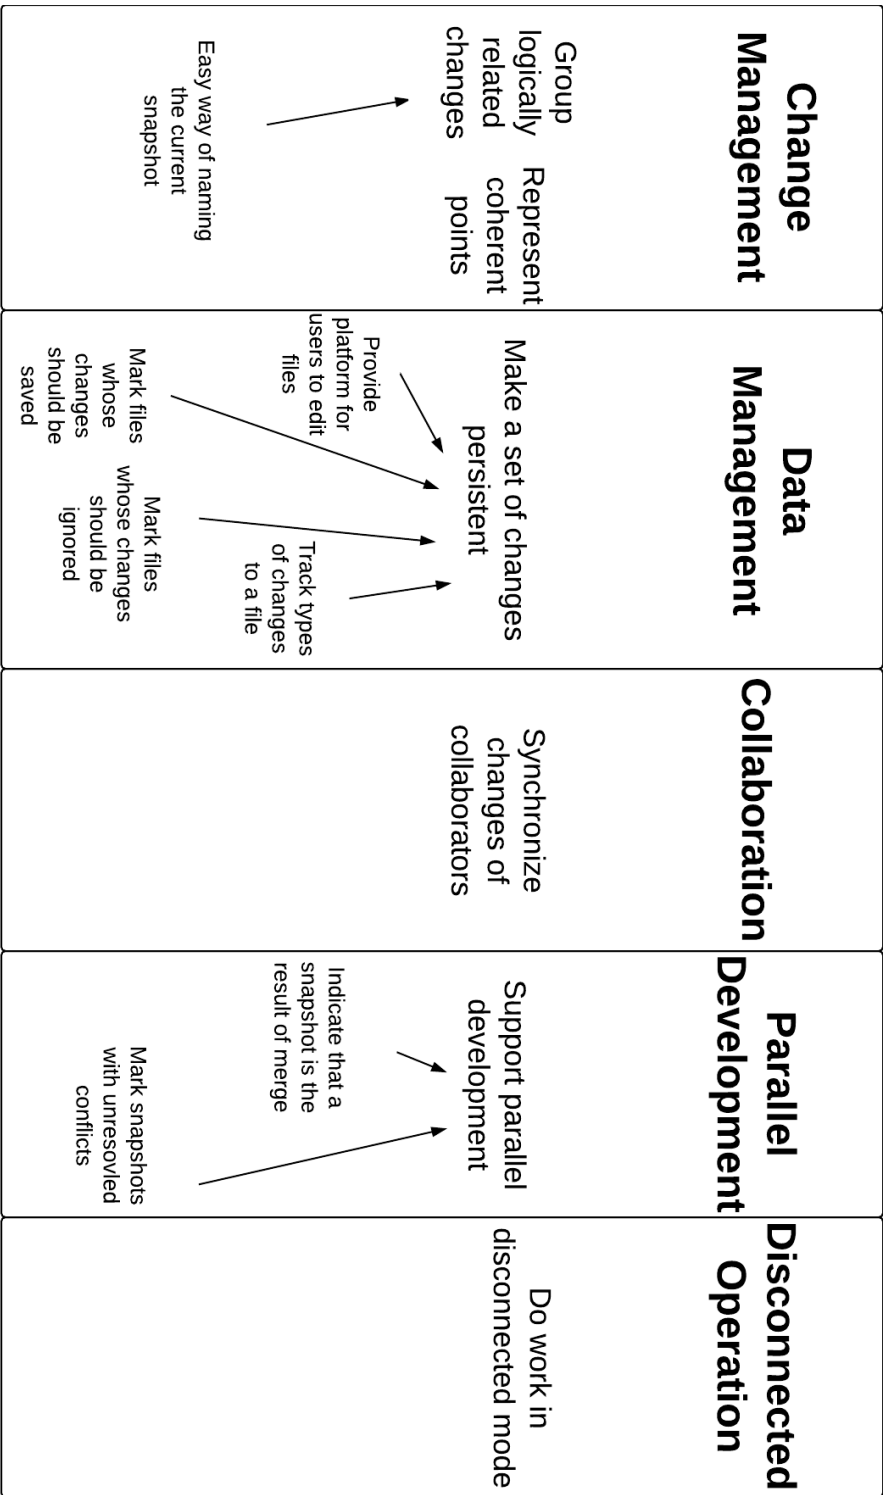 Change
Management
Group
logically
related
changes
Represent
coherent
points
Easy way of naming
the current
snapshot
Data
Management
Make a set of changes
persistent
Provide
platform for
users to edit
files
Track types
of changes
to a file
Mark files
whose
changes
should be
saved
Mark files
whose changes
should be
ignored
Collaboration
Synchronize
changes of
collaborators
Parallel
Development
Support parallel
development
Indicate that a
snapshot is the
result of merge
Mark snapshots
with unresovled
conflicts
Disconnected
Operation
Do work in
disconnected mode